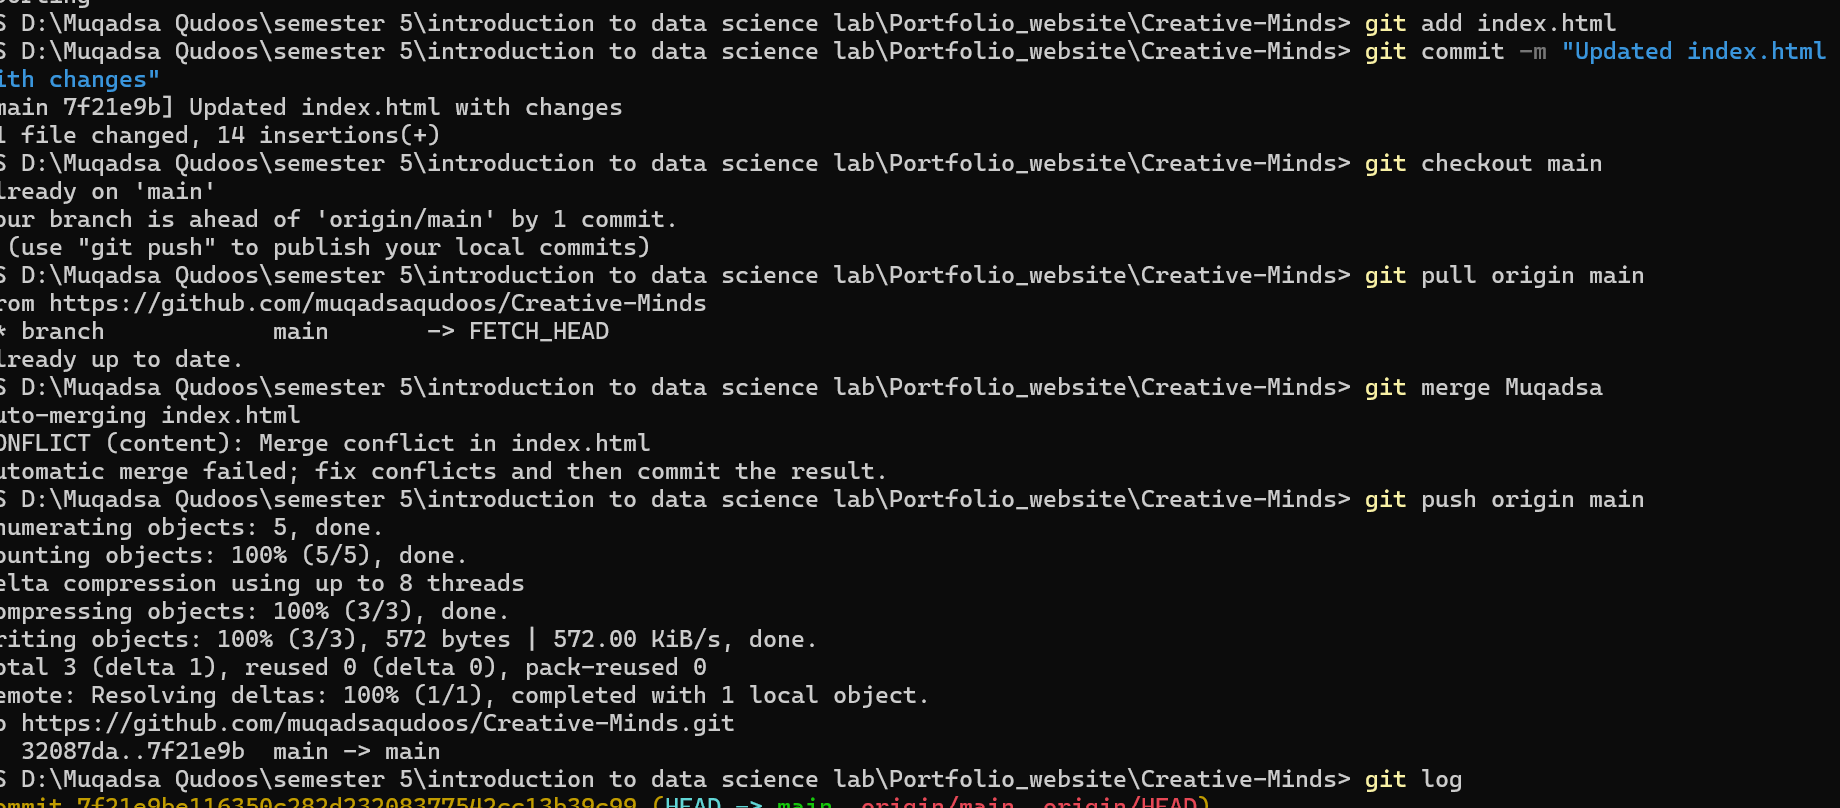 S D:\Muqadsa Qudoos\semester 5\introduction to data science lab\Portfolio_website\Creative-Minds> git add index.html
S D:\Muqadsa Qudoos\semester 5\introduction to data science lab\Portfolio_website\Creative-Minds> git commit -m "Updated index.html
ith changes"
main 7f21e9b] Updated index.html with changes
1 file changed, 14 insertions(+)
S D:\Muqadsa Qudoos\semester 5\introduction to data science lab\Portfolio_website\Creative-Minds> git checkout main
lready on 'main'
our branch is ahead of 'origin/main' by 1 commit.
(use "git push" to publish your local commits)
S D:\Muqadsa Qudoos\semester 5\introduction to data science lab\Portfolio_website\Creative-Minds> git pull origin main
rom https://github.com/muqadsaqudoos/Creative-Minds
* branch            main       -> FETCH_HEAD
lready up to date.
S D:\Muqadsa Qudoos\semester 5\introduction to data science lab\Portfolio_website\Creative-Minds> git merge Muqadsa
uto-merging index.html
ONFLICT (content): Merge conflict in index.html
utomatic merge failed; fix conflicts and then commit the result.
S D:\Muqadsa Qudoos\semester 5\introduction to data science lab\Portfolio_website\Creative-Minds> git push origin main
numerating objects: 5, done.
ounting objects: 100% (5/5), done.
elta compression using up to 8 threads
ompressing objects: 100% (3/3), done.
riting objects: 100% (3/3), 572 bytes | 572.00 KiB/s, done.
otal 3 (delta 1), reused 0 (delta 0), pack-reused 0
emote: Resolving deltas: 100% (1/1), completed with 1 local object.
o https://github.com/muqadsaqudoos/Creative-Minds.git
32087da..7f21e9b  main -> main
S D:\Muqadsa Qudoos\semester 5\introduction to data science lab\Portfolio_website\Creative-Minds> git log
ommit 7f21e9be116350c282d23208377542cc13b39c99 (HEAD -> main, origin/main, origin/HEAD)